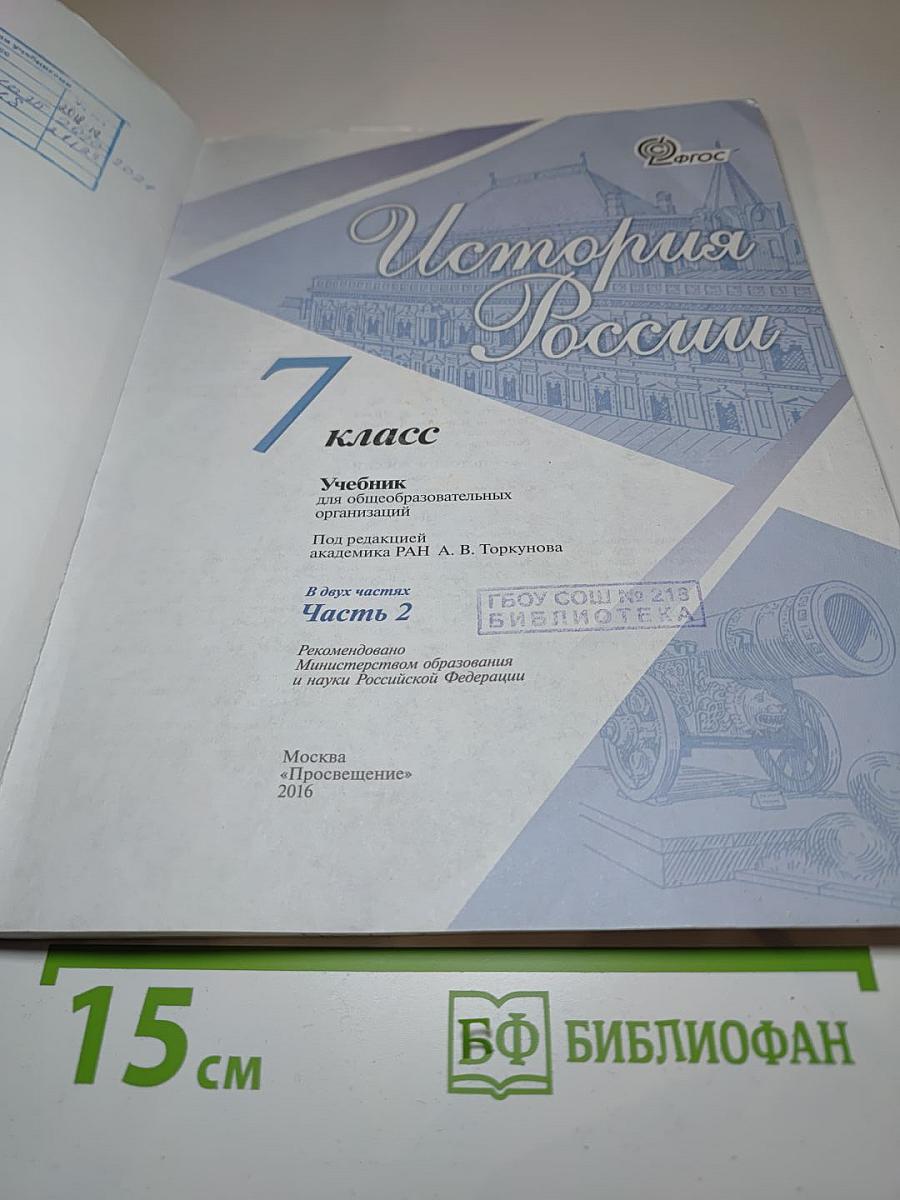 ФГОС
История
России
7 класс
Учебник
для общеобразовательных
организаций
Под редакцией
академика РАН А. В. Торкунова
В двух частях
Часть 2
ГБОУ СОШ № 218
БИБЛИОТЕКА
Рекомендовано
Министерством образования
и науки Российской Федерации
Москва
«Просвещение»
2016
15 см
БФ БИБЛИОФАН